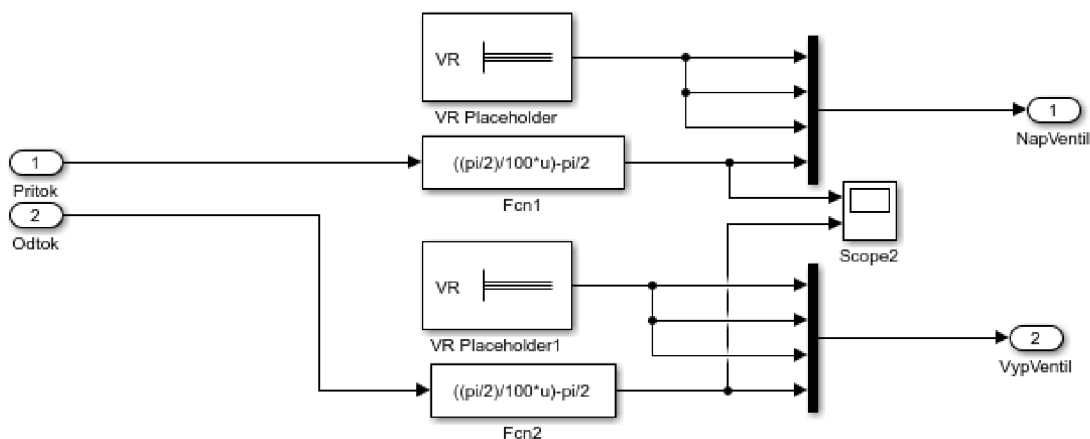 VR
VR Placeholder
1
NapVentil
1
Pritok
((pi/2)/100*u)-pi/2
Fcn1
2
Odtok
Scope2
VR
VR Placeholder1
2
VypVentil
((pi/2)/100*u)-pi/2
Fcn2